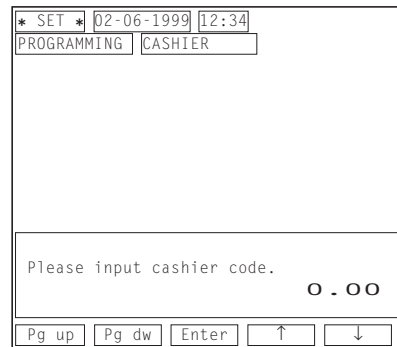 * SET * 02-06-1999 12:34
PROGRAMMING CASHIER
Please input cashier code.
0.00
Pg up Pg dw Enter ↑ ↓